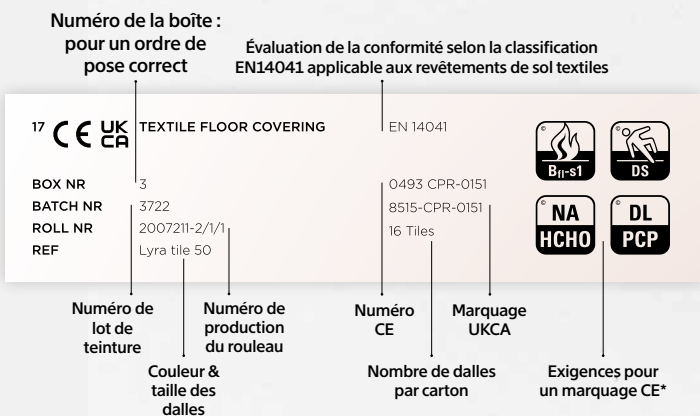 Numéro de la boîte :
pour un ordre de
pose correct
Évaluation de la conformité selon la classification
EN14041 applicable aux revêtements de sol textiles
17 CE UK CA TEXTILE FLOOR COVERING EN 14041
BOX NR 3 0493 CPR-0151
BATCH NR 3722 8515-CPR-0151
ROLL NR 2007211-2/1/1 16 Tiles
REF Lyra tile 50
© Bfl-s1
© DS
© NA HCHO
© DL PCP
Numéro de
lot de
teinture
Numéro de
production
du rouleau
Numéro
CE
Marquage
UKCA
Couleur &
taille des
dalles
Nombre de dalles
par carton
Exigences pour
un marquage CE*